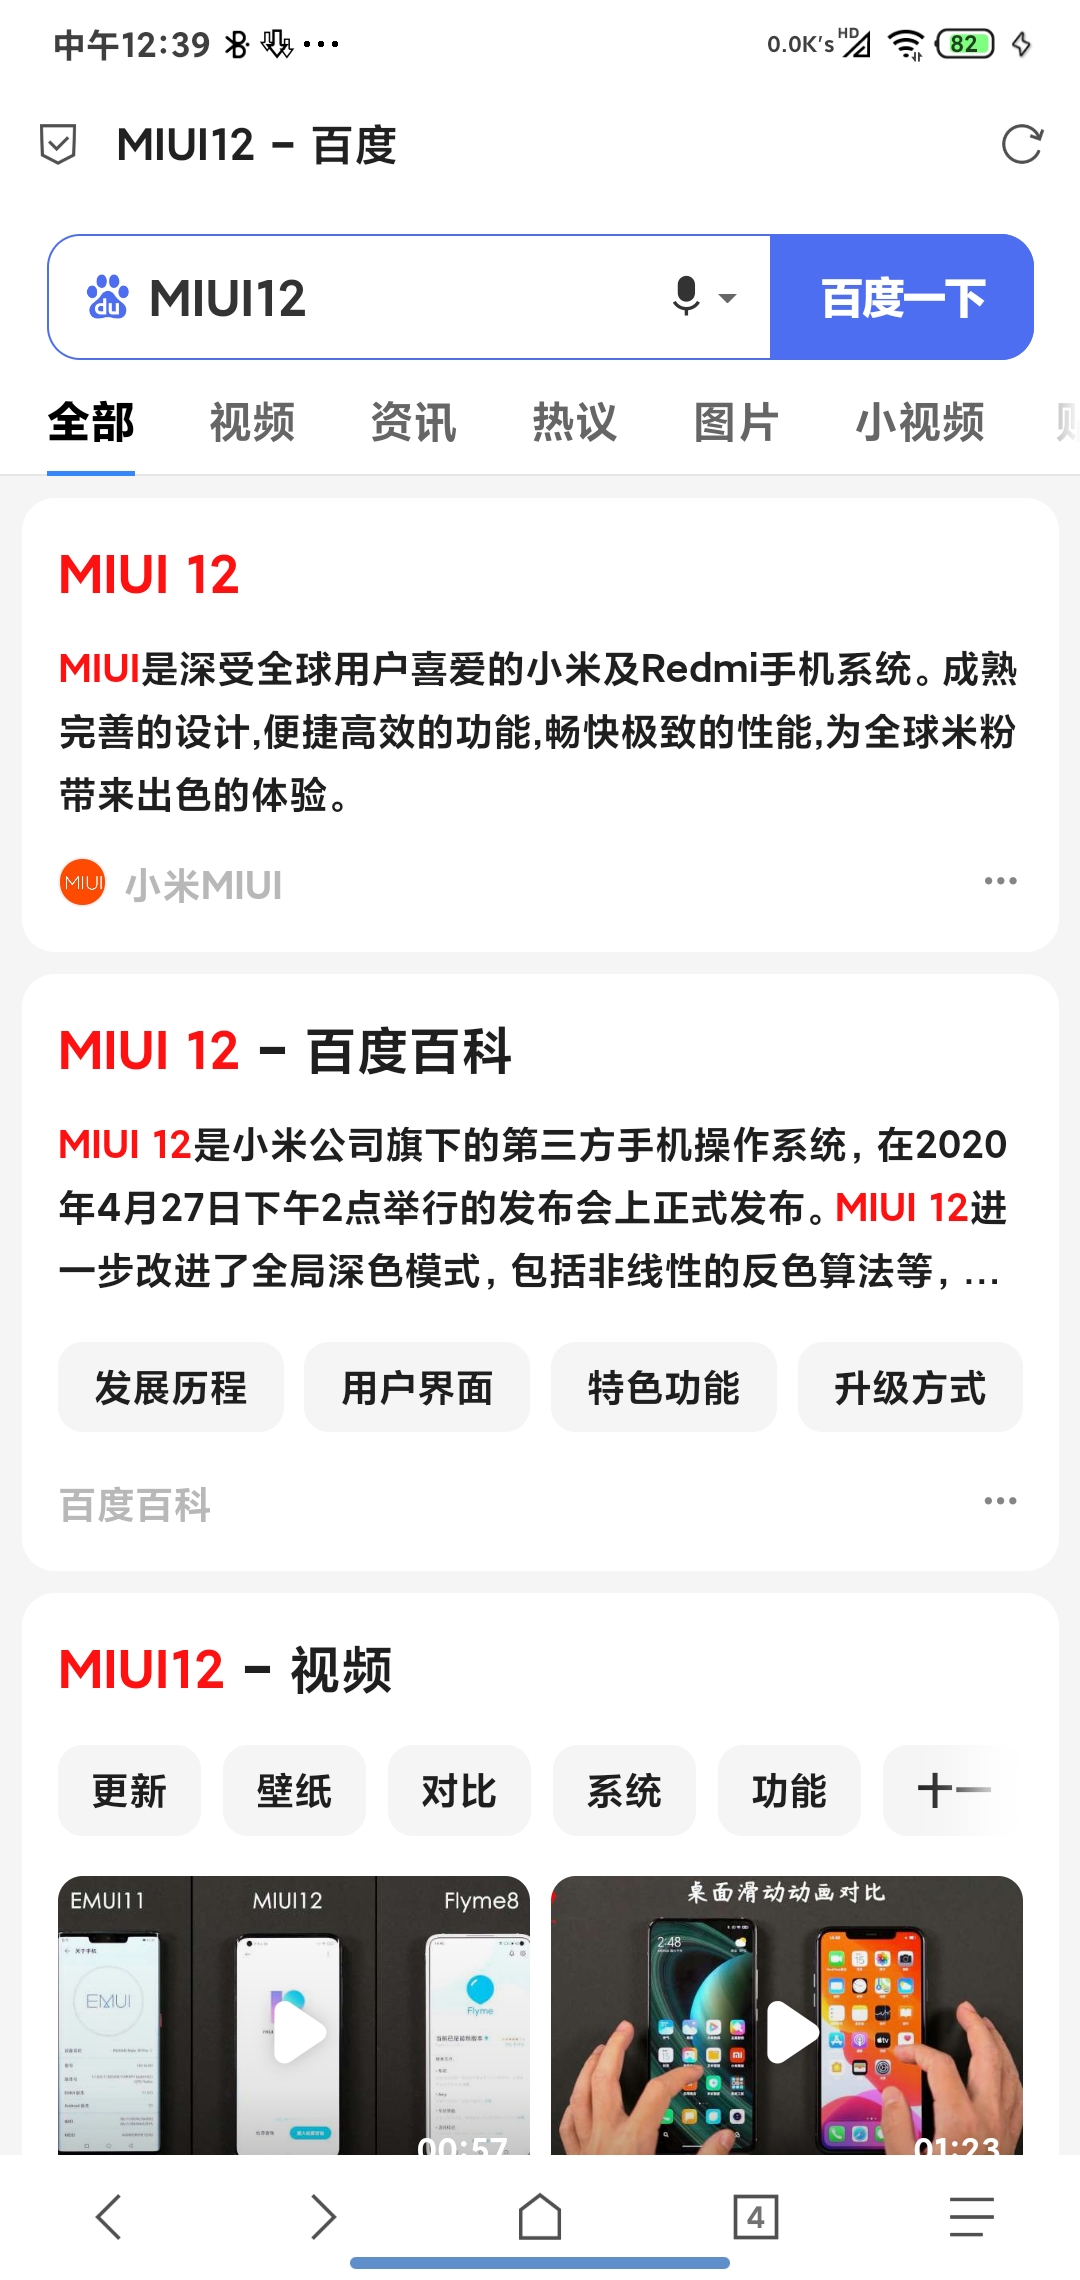 中午12:39 0.0K's HD 82
MIUI12 - 百度
du MIUI12 百度一下
全部 视频 资讯 热议 图片 小视频
MIUI 12
MIUI是深受全球用户喜爱的小米及Redmi手机系统。成熟
完善的设计,便捷高效的功能,畅快极致的性能,为全球米粉
带来出色的体验。
MIUI 小米MIUI
MIUI 12 - 百度百科
MIUI 12是小米公司旗下的第三方手机操作系统，在2020
年4月27日下午2点举行的发布会上正式发布。MIUI 12进
一步改进了全局深色模式，包括非线性的反色算法等，...
发展历程 用户界面 特色功能 升级方式
百度百科
MIUI12 - 视频
更新 壁纸 对比 系统 功能 十一
EMUI11 MIUI12 Flyme8
桌面滑动动画对比
关于手机
EMUI
Flyme
2:48
00:57
01:23
4